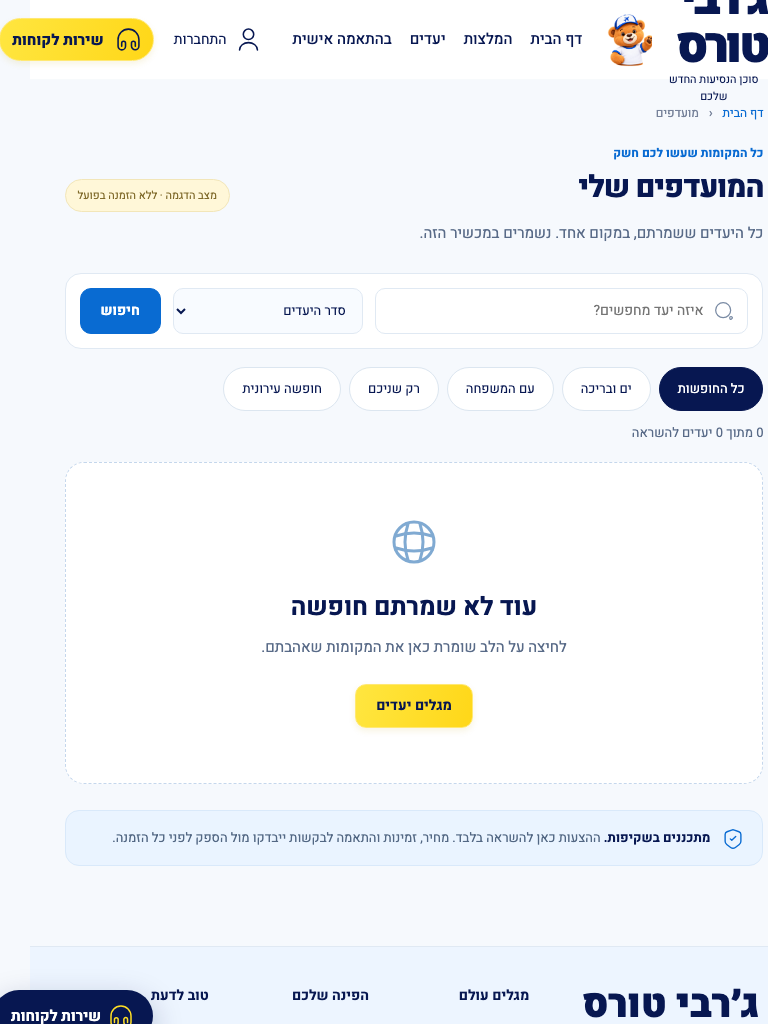 ג׳רבי
טורס
סוכן הנסיעות החדש
שלכם
דף הבית
המלצות
יעדים
בהתאמה אישית
התחברות
שירות לקוחות
דף הבית › מועדפים
כל המקומות שעשו לכם חשק
המועדפים שלי
מצב הדגמה · ללא הזמנה בפועל
כל היעדים ששמרתם, במקום אחד. נשמרים במכשיר הזה.
איזה יעד מחפשים?
סדר היעדים
חיפוש
כל החופשות
ים ובריכה
עם המשפחה
רק שניכם
חופשה עירונית
0 מתוך 0 יעדים להשראה
עוד לא שמרתם חופשה
לחיצה על הלב שומרת כאן את המקומות שאהבתם.
מגלים יעדים
מתכננים בשקיפות. ההצעות כאן להשראה בלבד. מחיר, זמינות והתאמה לבקשות ייבדקו מול הספק לפני כל הזמנה.
ג׳רבי טורס
מגלים עולם
הפינה שלכם
טוב לדעת
שירות לקוחות